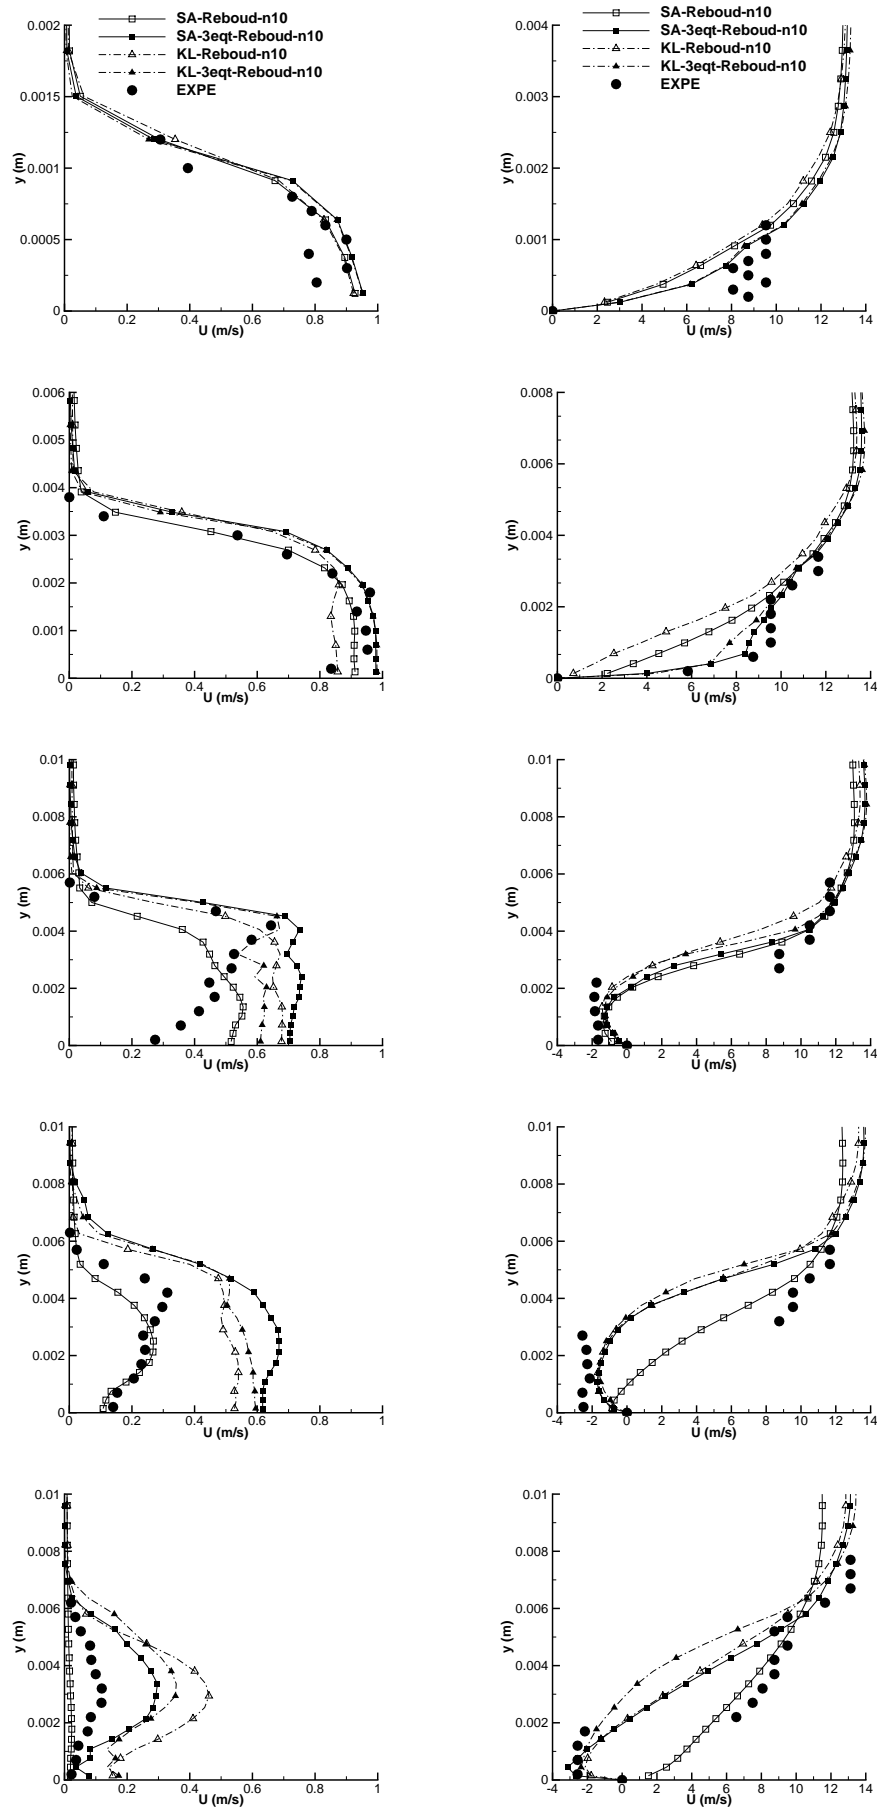 SA-Reboud-n10
SA-3eqt-Reboud-n10
KL-Reboud-n10
KL-3eqt-Reboud-n10
EXPE
0.002
0.0015
0.001
0.0005
0
y (m)
0 0.2 0.4 0.6 0.8 1
U (m/s)
SA-Reboud-n10
SA-3eqt-Reboud-n10
KL-Reboud-n10
KL-3eqt-Reboud-n10
EXPE
0.004
0.003
0.002
0.001
0
y (m)
0 2 4 6 8 10 12 14
U (m/s)
0.006
0.005
0.004
0.003
0.002
0.001
0
y (m)
0 0.2 0.4 0.6 0.8 1
U (m/s)
0.008
0.006
0.004
0.002
0
y (m)
0 2 4 6 8 10 12 14
U (m/s)
0.01
0.008
0.006
0.004
0.002
0
y (m)
0 0.2 0.4 0.6 0.8 1
U (m/s)
0.01
0.008
0.006
0.004
0.002
0
y (m)
-4 -2 0 2 4 6 8 10 12 14
U (m/s)
0.01
0.008
0.006
0.004
0.002
0
y (m)
0 0.2 0.4 0.6 0.8 1
U (m/s)
0.01
0.008
0.006
0.004
0.002
0
y (m)
-4 -2 0 2 4 6 8 10 12 14
U (m/s)
0.01
0.008
0.006
0.004
0.002
0
y (m)
0 0.2 0.4 0.6 0.8 1
U (m/s)
0.01
0.008
0.006
0.004
0.002
0
y (m)
-4 -2 0 2 4 6 8 10 12 14
U (m/s)